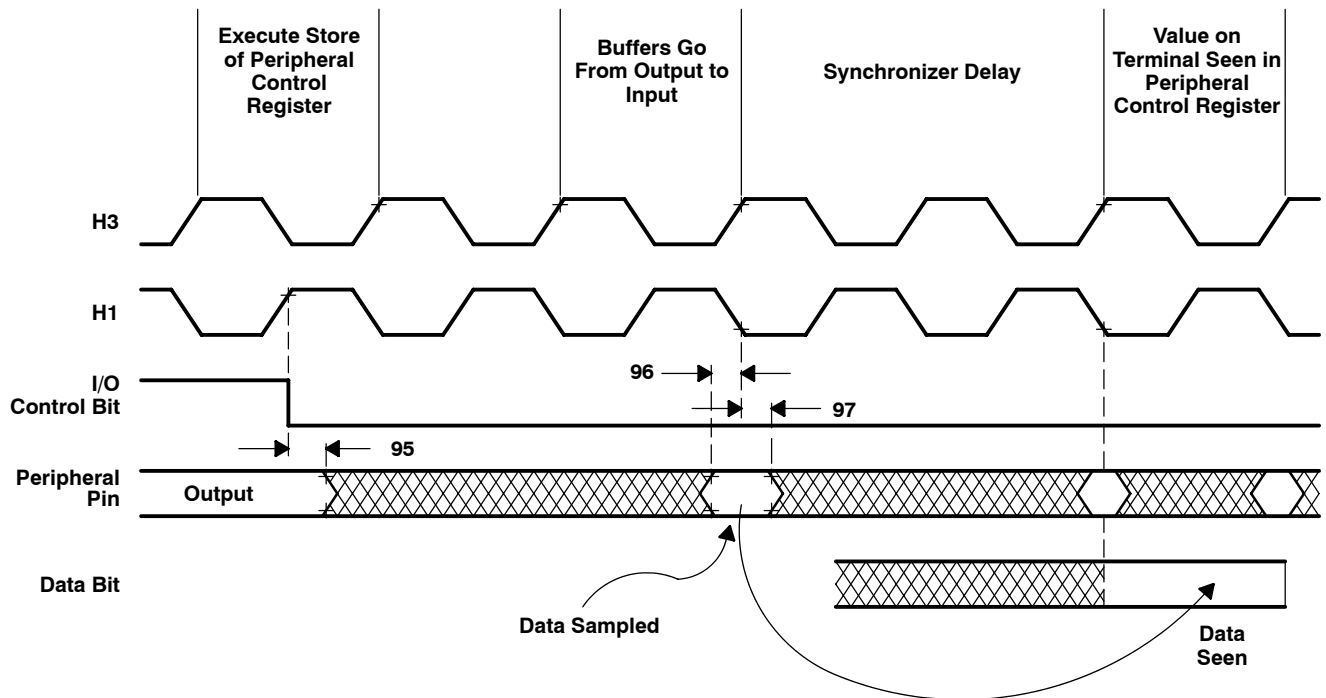 Execute Store
of Peripheral
Control
Register
Buffers Go
From Output to
Input
Synchronizer Delay
Value on
Terminal Seen in
Peripheral
Control Register
H3
H1
I/O
Control Bit
96
97
95
Peripheral
Pin
Output
Data Bit
Data Sampled
Data
Seen